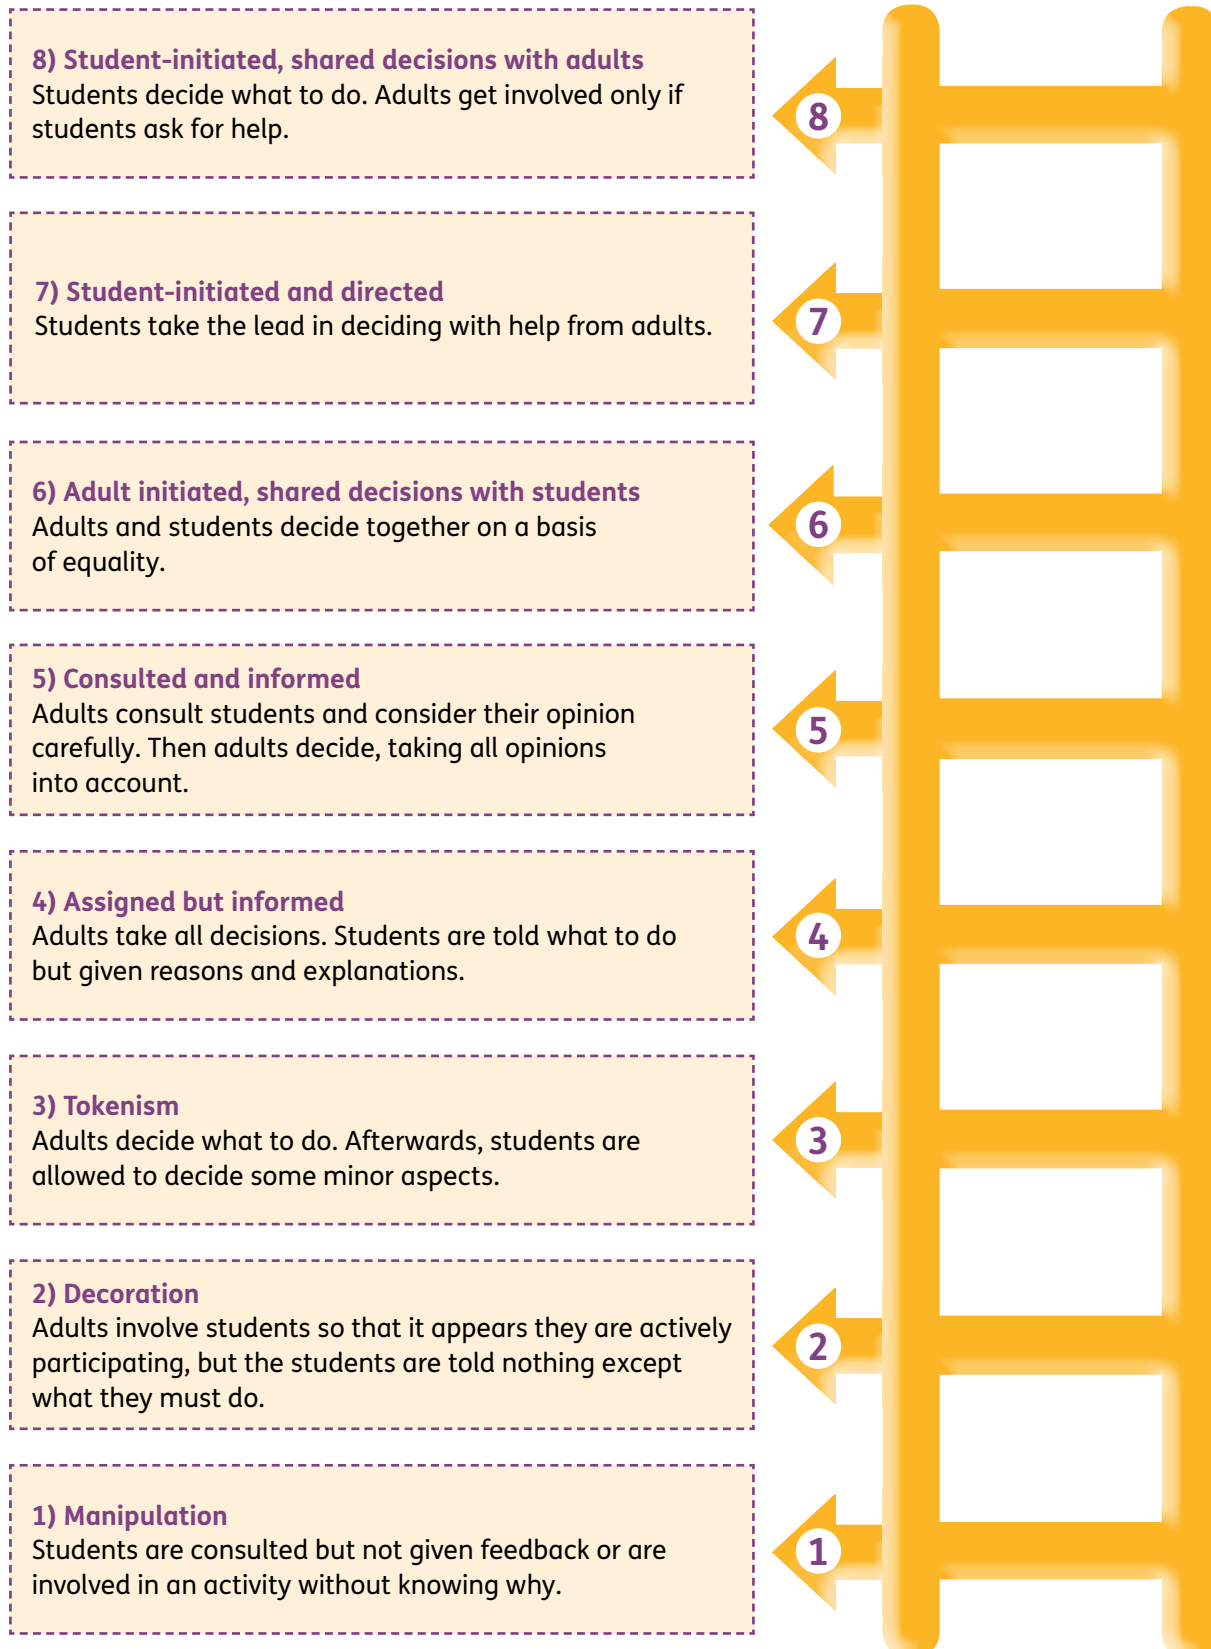 8) Student-initiated, shared decisions with adults
Students decide what to do. Adults get involved only if
students ask for help.
8
7) Student-initiated and directed
Students take the lead in deciding with help from adults.
7
6) Adult initiated, shared decisions with students
Adults and students decide together on a basis
of equality.
6
5) Consulted and informed
Adults consult students and consider their opinion
carefully. Then adults decide, taking all opinions
into account.
5
4) Assigned but informed
Adults take all decisions. Students are told what to do
but given reasons and explanations.
4
3) Tokenism
Adults decide what to do. Afterwards, students are
allowed to decide some minor aspects.
3
2) Decoration
Adults involve students so that it appears they are actively
participating, but the students are told nothing except
what they must do.
2
1) Manipulation
Students are consulted but not given feedback or are
involved in an activity without knowing why.
1